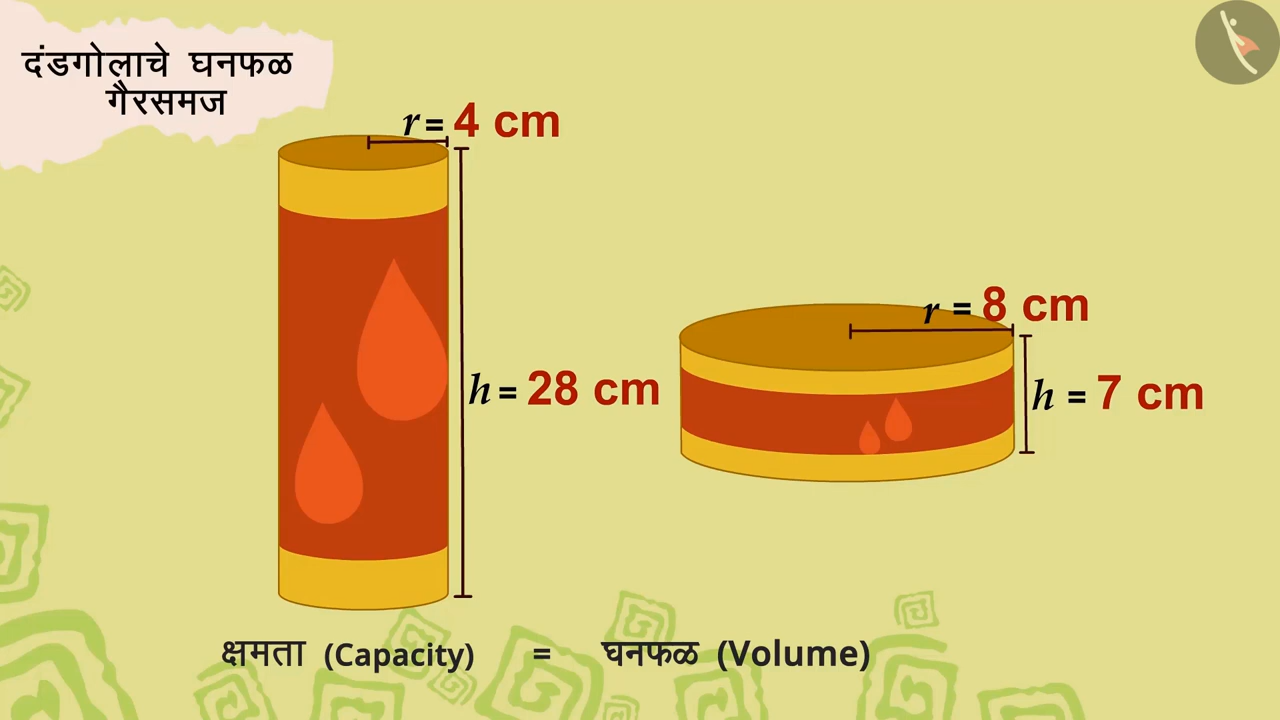 दंडगोलाचे घनफळ
गैरसमज
r = 4 cm
h = 28 cm
r = 8 cm
h = 7 cm
क्षमता (Capacity) = घनफळ (Volume)